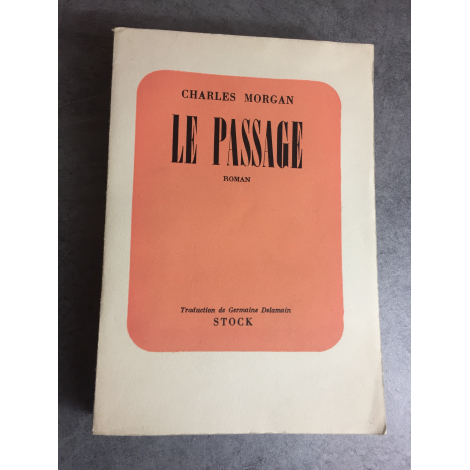 CHARLES MORGAN
LE PASSAGE
ROMAN
Traduction de Germaine Delamain
STOCK